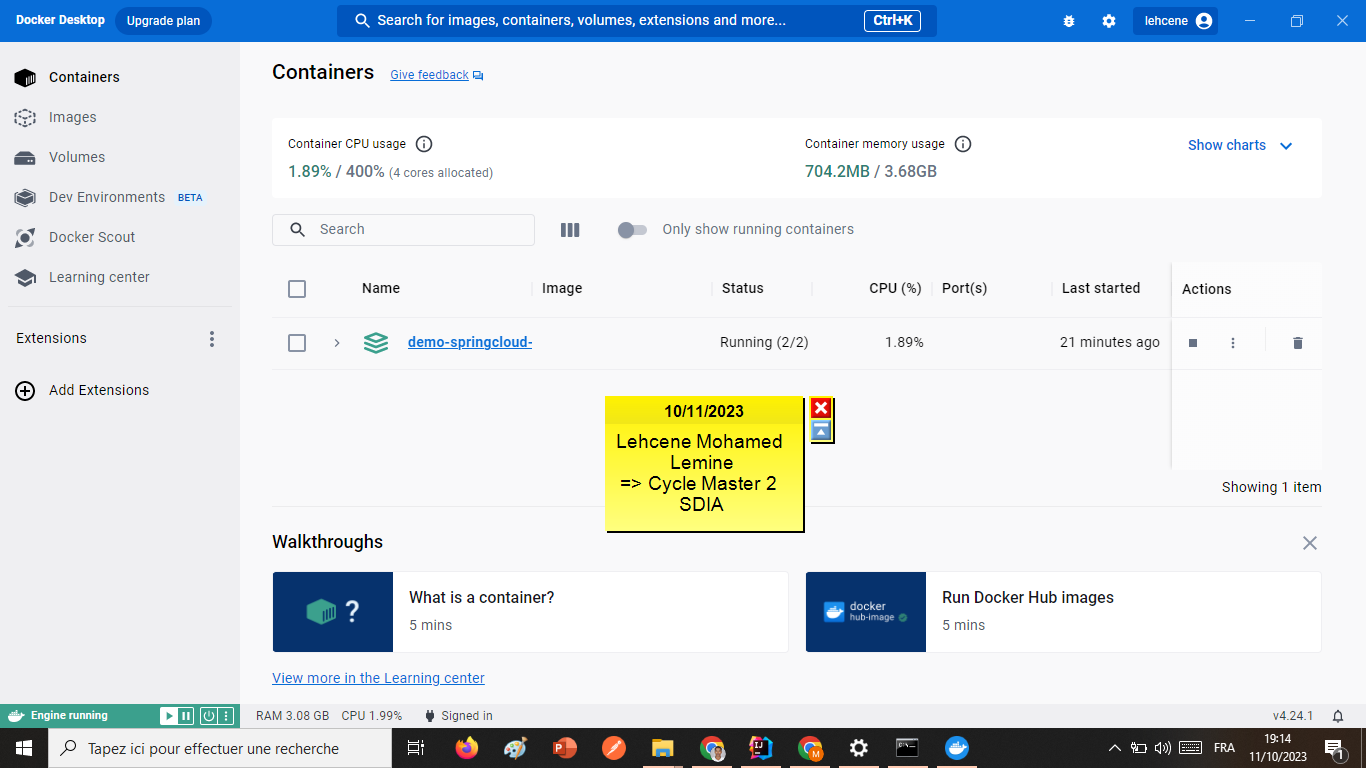 Docker Desktop
Upgrade plan
Search for images, containers, volumes, extensions and more...
Ctrl+K
lehcene
Containers
Images
Volumes
Dev Environments BETA
Docker Scout
Learning center
Extensions
Add Extensions
Containers
Give feedback
Container CPU usage
1.89% / 400% (4 cores allocated)
Container memory usage
704.2MB / 3.68GB
Show charts
Search
Only show running containers
Name Image Status CPU (%) Port(s) Last started Actions
demo-springcloud- Running (2/2) 1.89% 21 minutes ago
10/11/2023
Lehcene Mohamed
Lemine
=> Cycle Master 2
SDIA
Showing 1 item
Walkthroughs
?
What is a container?
5 mins
docker
hub-image
Run Docker Hub images
5 mins
View more in the Learning center
Engine running
RAM 3.08 GB CPU 1.99% Signed in
v4.24.1
Tapez ici pour effectuer une recherche
FRA
19:14
11/10/2023
1